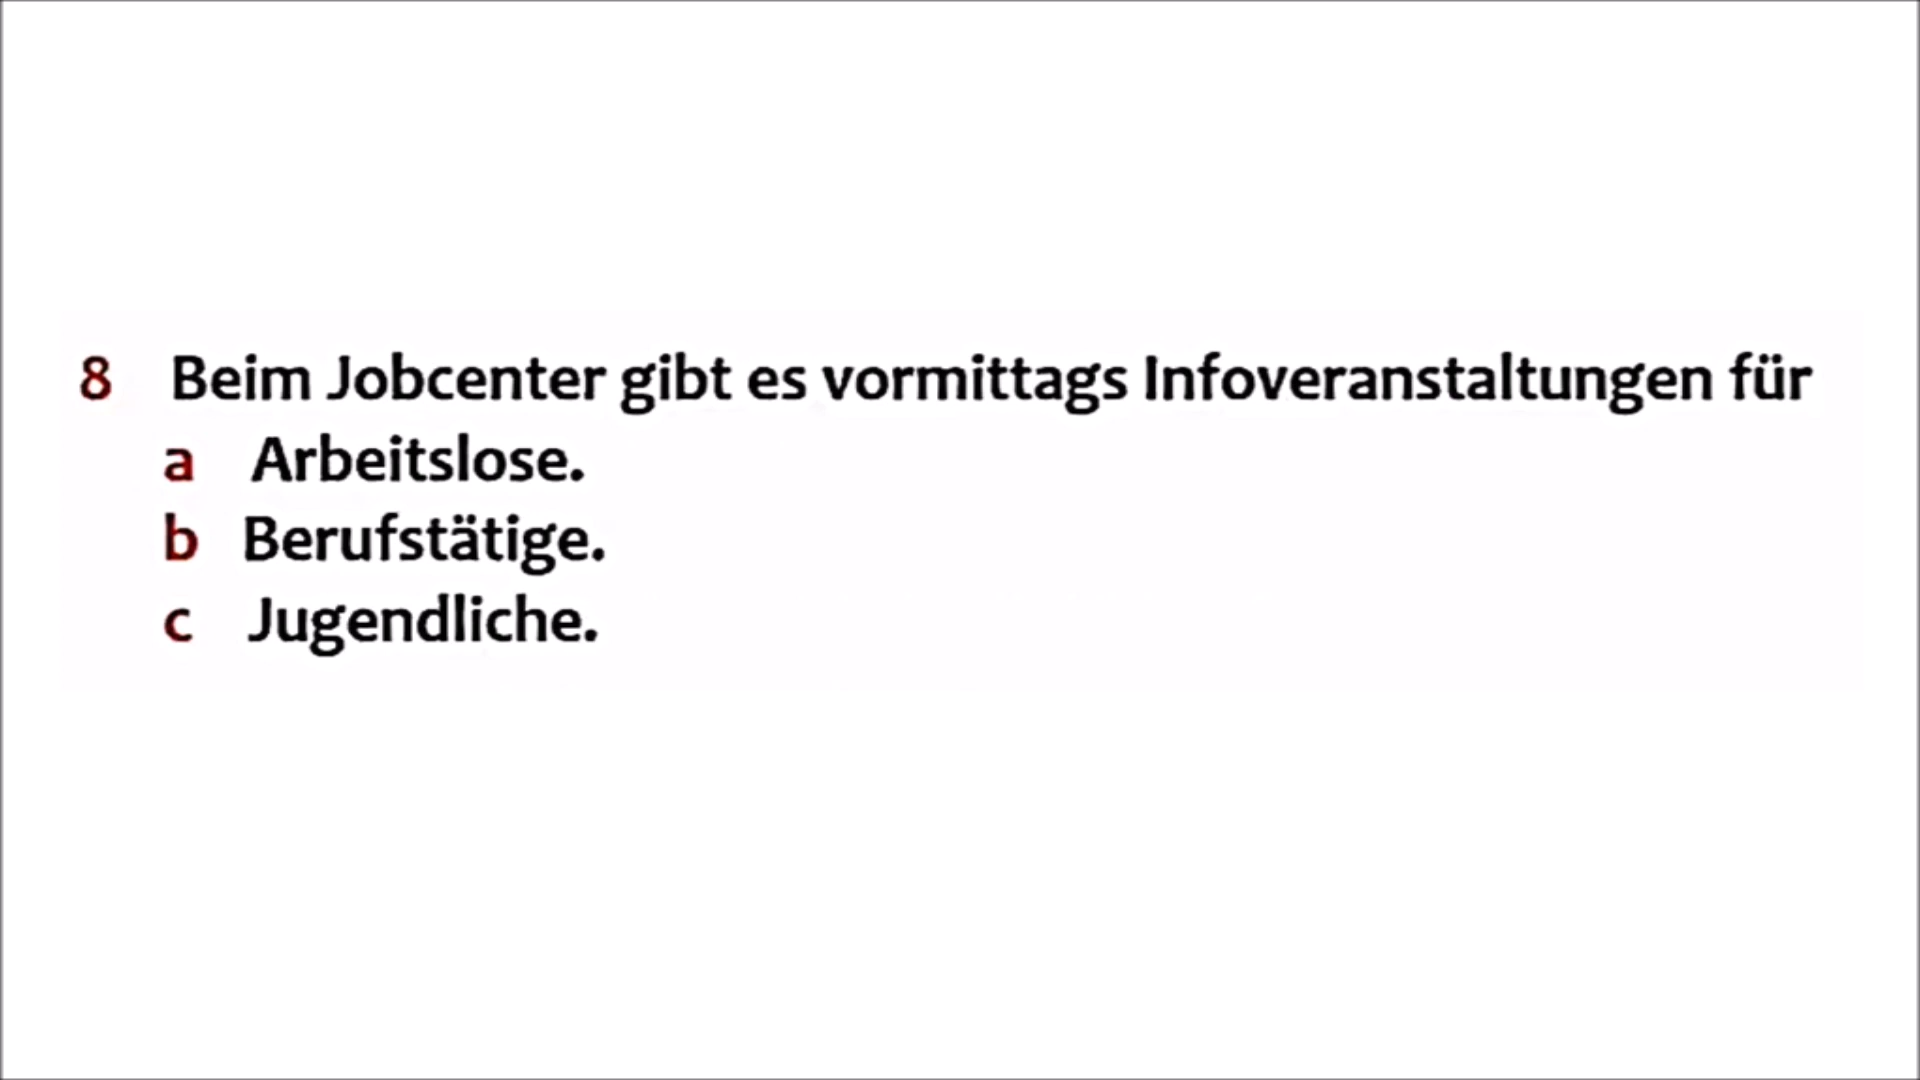 8 Beim Jobcenter gibt es vormittags Infoveranstaltungen für
a Arbeitslose.
b Berufstätige.
c Jugendliche.